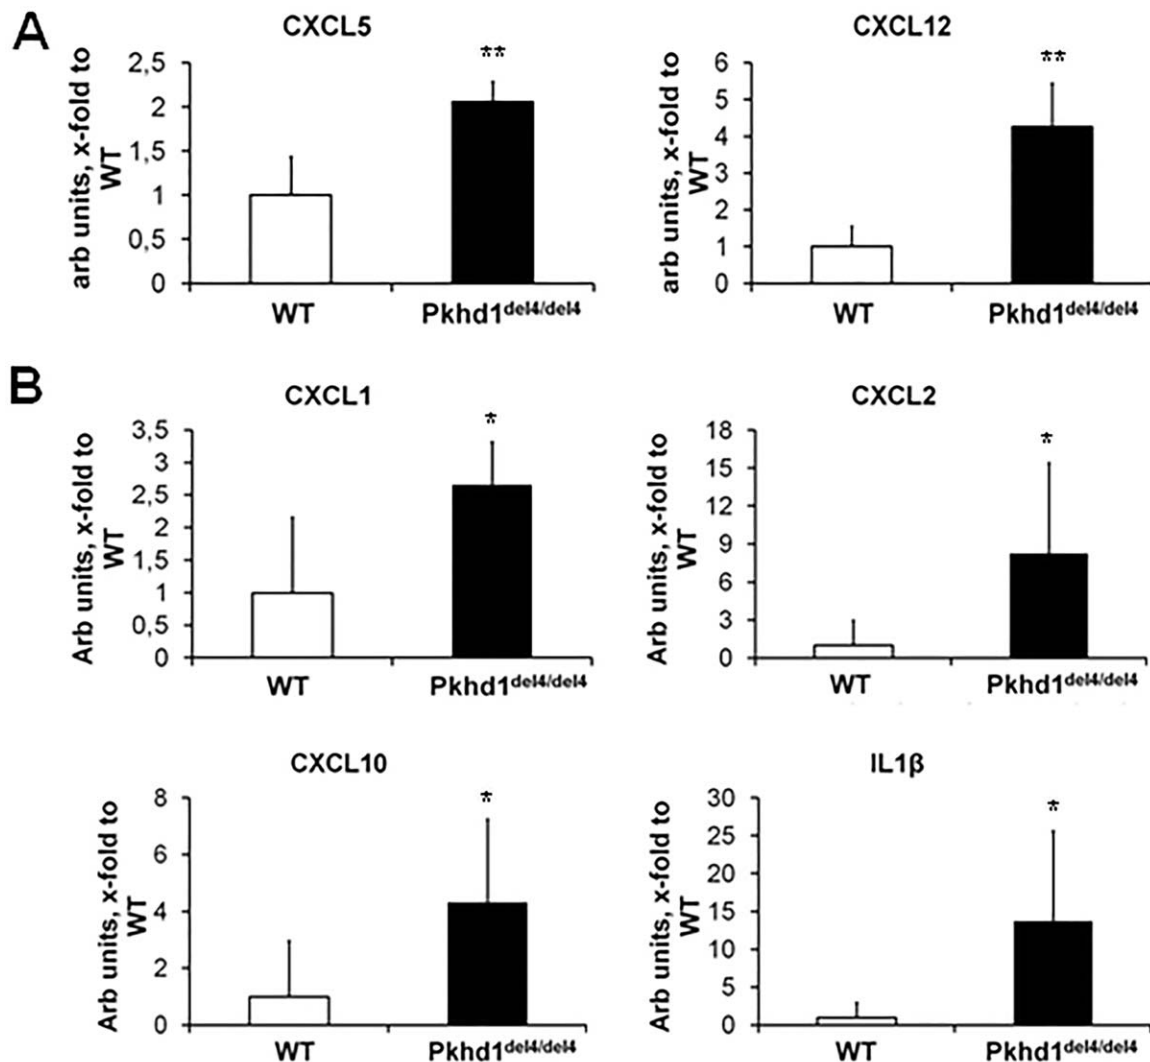 A
CXCL5
arb units, x-fold to
WT
2,5
2
1,5
1
0,5
0
**
WT
Pkhd1del4/del4
CXCL12
arb units, x-fold to
WT
6
5
4
3
2
1
0
**
WT
Pkhd1del4/del4
B
CXCL1
Arb units, x-fold to
WT
3,5
3
2,5
2
1,5
1
0,5
0
*
WT
Pkhd1del4/del4
CXCL2
Arb units, x-fold to
WT
18
15
12
9
6
3
0
*
WT
Pkhd1del4/del4
CXCL10
Arb units, x-fold to
WT
8
6
4
2
0
*
WT
Pkhd1del4/del4
IL1β
Arb units, x-fold to
WT
30
25
20
15
10
5
0
*
WT
Pkhd1del4/del4